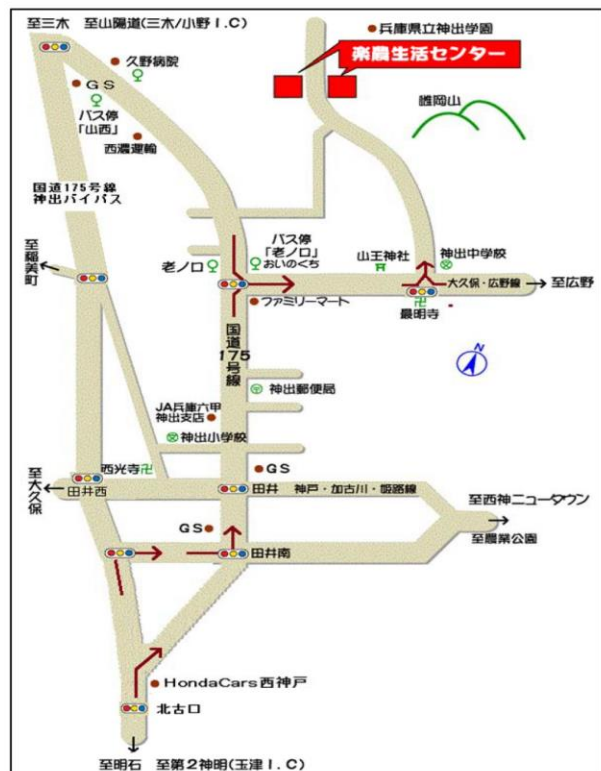 至三木 至山陽道(三木/小野I.C)
兵庫県立神出学園
楽農生活センター
久野病院
GS
バス停
「山西」
西濃運輸
雌岡山
国道175号線
神出バイパス
至稲美町
老ノ口
バス停
「老ノ口」
おいのくち
山王神社
神出中学校
大久保・広野線
至広野
ファミリーマート
最明寺
国道175号線
N
神出郵便局
JA兵庫六甲
神出支店
神出小学校
西光寺
GS
至大久保
田井西
田井
神戸・加古川・姫路線
至西神ニュータウン
至農業公園
GS
田井南
HondaCars西神戸
北古口
至明石 至第2神明(玉津I.C)